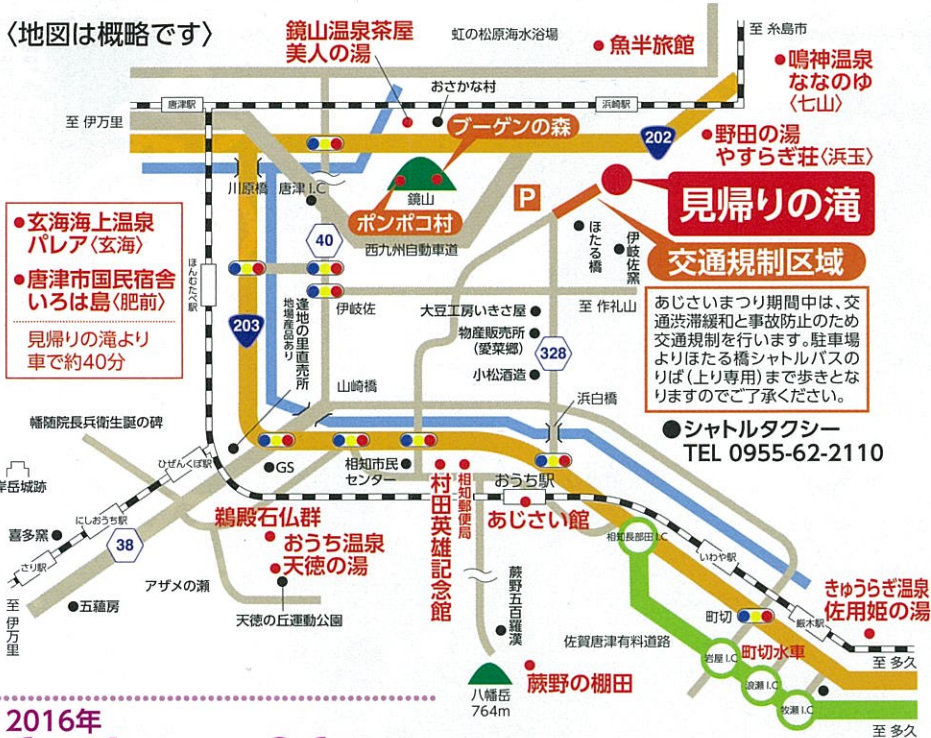 〈地図は概略です〉
鏡山温泉茶屋
美人の湯
虹の松原海水浴場
魚半旅館
至 糸島市
鳴神温泉
ななのゆ
〈七山〉
おさかな村
唐津駅
浜崎駅
至 伊万里
ブーゲンの森
202
野田の湯
やすらぎ荘〈浜玉〉
川原橋
唐津 I.C
鏡山
P
見帰りの滝
ポンポコ村
西九州自動車道
40
ほたる橋
伊岐佐窯
交通規制区域
玄海海上温泉
パレア〈玄海〉
唐津市国民宿舎
いろは島〈肥前〉
見帰りの滝より
車で約40分
ほんむたべ駅
伊岐佐
至 作礼山
203
逢地の里直売所
地場産品あり
大豆工房いきさ屋
物産販売所
(愛菜郷)
328
小松酒造
あじさいまつり期間中は、交
通渋滞緩和と事故防止のため
交通規制を行います。駐車場
よりほたる橋シャトルバスの
りば(上り専用)まで歩きとな
りますのでご了承ください。
山崎橋
浜白橋
シャトルタクシー
TEL 0955-62-2110
幡随院長兵衛生誕の碑
ひぜんくぼ駅
GS
相知市民
センター
村田英雄記念館
相知郵便局
おうち駅
あじさい館
岸岳城跡
にしおうち駅
喜多窯
さり駅
38
鵜殿石仏群
おうち温泉
天徳の湯
相知長部田 I.C
いわや駅
アザメの瀬
至 伊万里
五蘊房
天徳の丘運動公園
蕨野五百羅漢
町切
厳木駅
きゅうらぎ温泉
佐用姫の湯
佐賀唐津有料道路
岩屋 I.C
町切水車
至 多久
八幡岳
764m
蕨野の棚田
浪瀬 I.C
牧瀬 I.C
至 多久
2016年